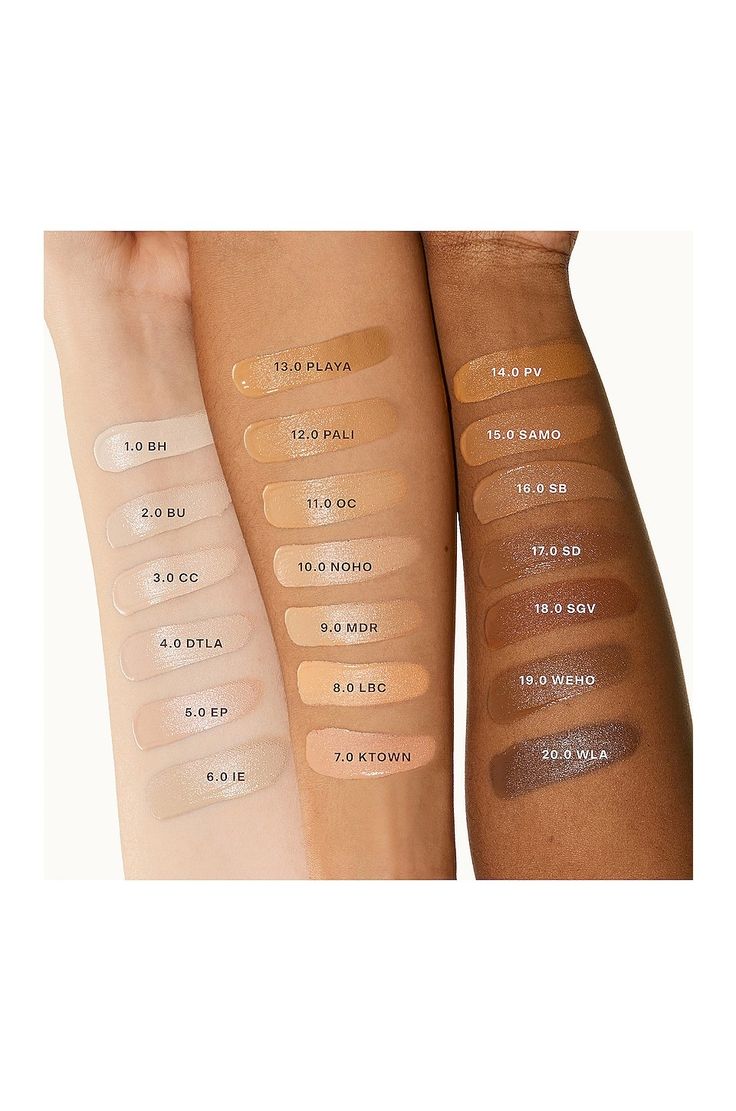 1.0 BH
2.0 BU
3.0 CC
4.0 DTLA
5.0 EP
6.0 IE
13.0 PLAYA
12.0 PALI
11.0 OC
10.0 NOHO
9.0 MDR
8.0 LBC
7.0 KTOWN
14.0 PV
15.0 SAMO
16.0 SB
17.0 SD
18.0 SGV
19.0 WEHO
20.0 WLA